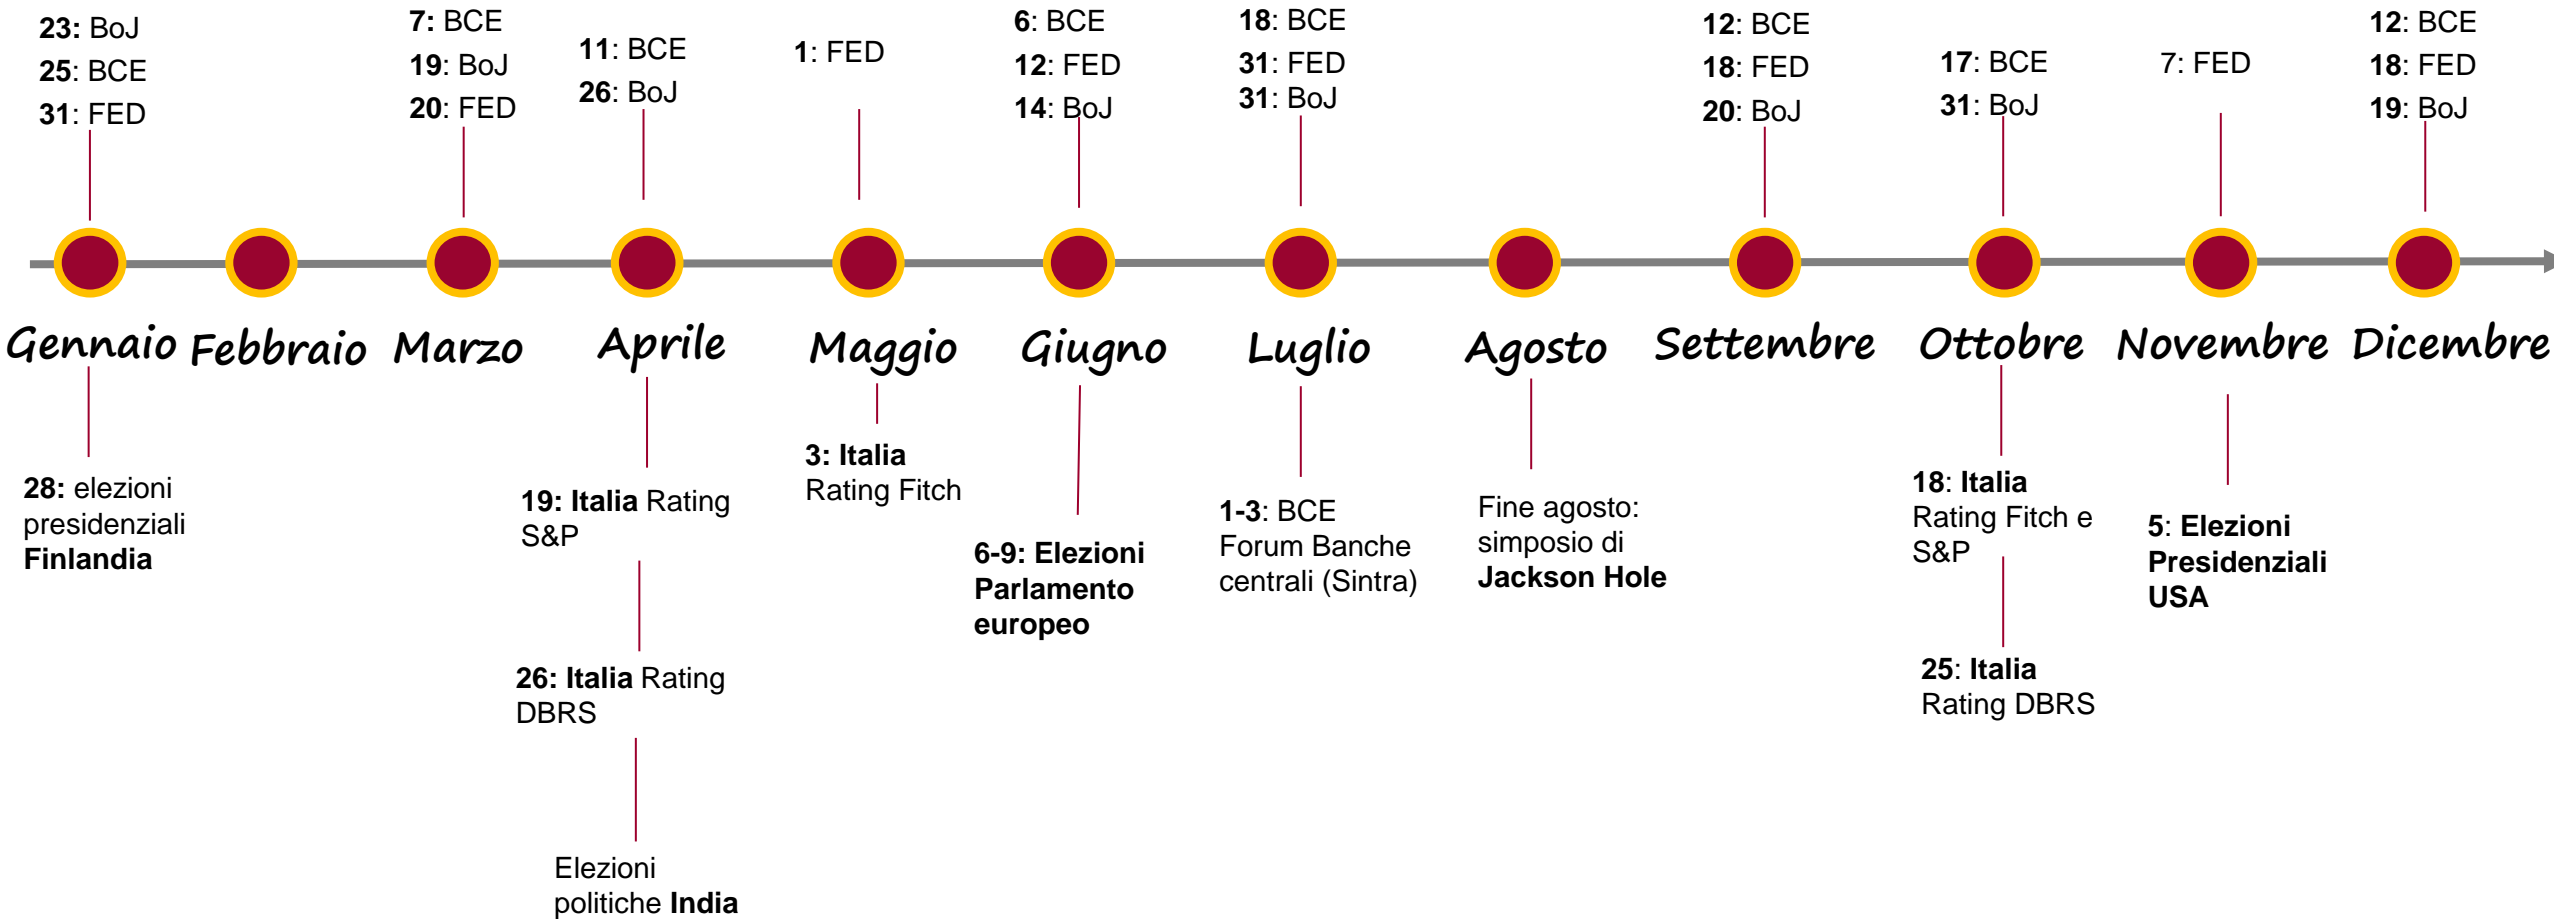 23: BoJ
25: BCE
31: FED
7: BCE
19: BoJ
20: FED
11: BCE
26: BoJ
1: FED
6: BCE
12: FED
14: BoJ
18: BCE
31: FED
31: BoJ
12: BCE
18: FED
20: BoJ
17: BCE
31: BoJ
7: FED
12: BCE
18: FED
19: BoJ
Gennaio
Febbraio
Marzo
Aprile
Maggio
Giugno
Luglio
Agosto
Settembre
Ottobre
Novembre
Dicembre
28: elezioni
presidenziali
Finlandia
19: Italia Rating
S&P
26: Italia Rating
DBRS
Elezioni
politiche India
3: Italia
Rating Fitch
6-9: Elezioni
Parlamento
europeo
1-3: BCE
Forum Banche
centrali (Sintra)
Fine agosto:
simposio di
Jackson Hole
18: Italia
Rating Fitch e
S&P
25: Italia
Rating DBRS
5: Elezioni
Presidenziali
USA